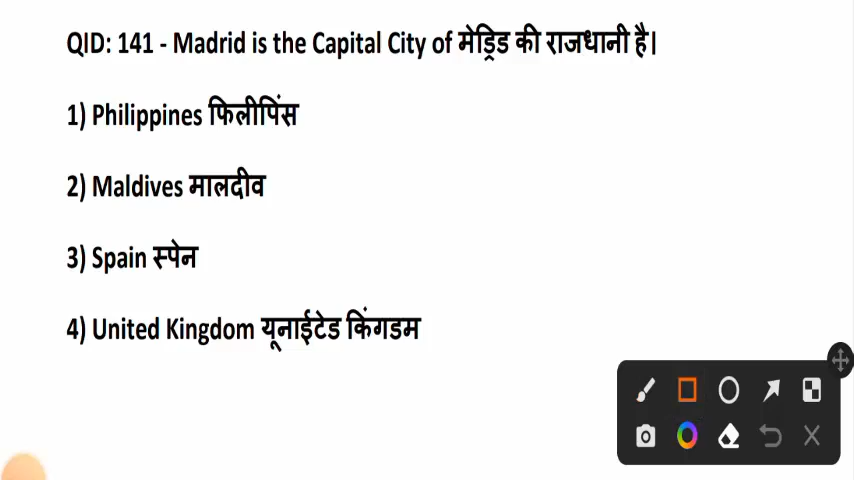 QID: 141 - Madrid is the Capital City of मेड्रिड की राजधानी है।
1) Philippines फिलीपिंस
2) Maldives मालदीव
3) Spain स्पेन
4) United Kingdom यूनाईटेड किंगडम